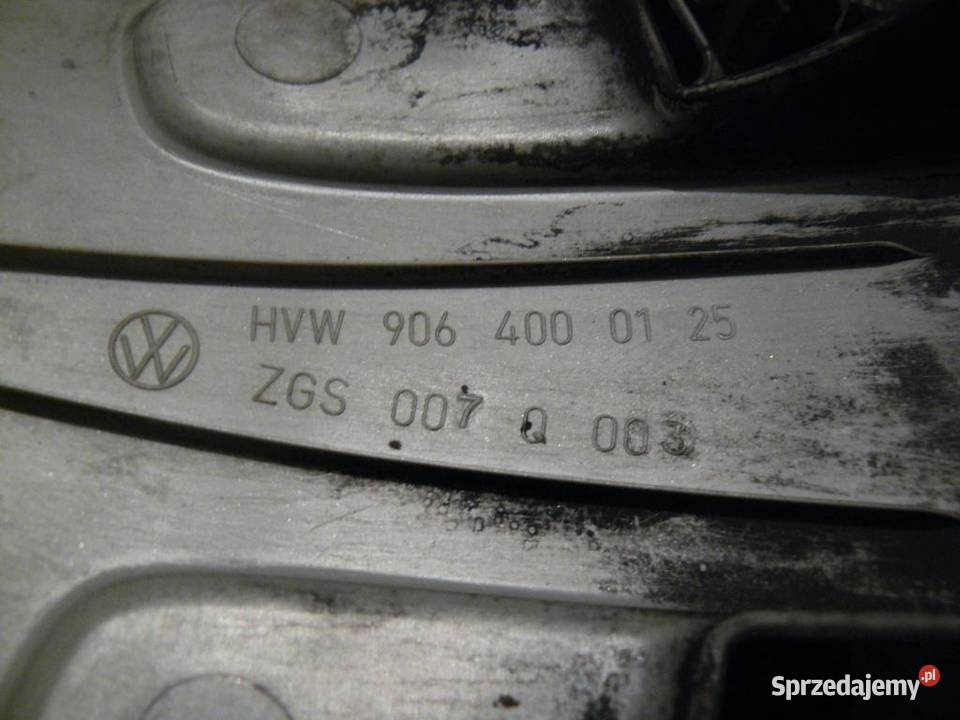 HVW 906 400 01 25
ZGS 007 Q 003
Sprzedajemy.pl